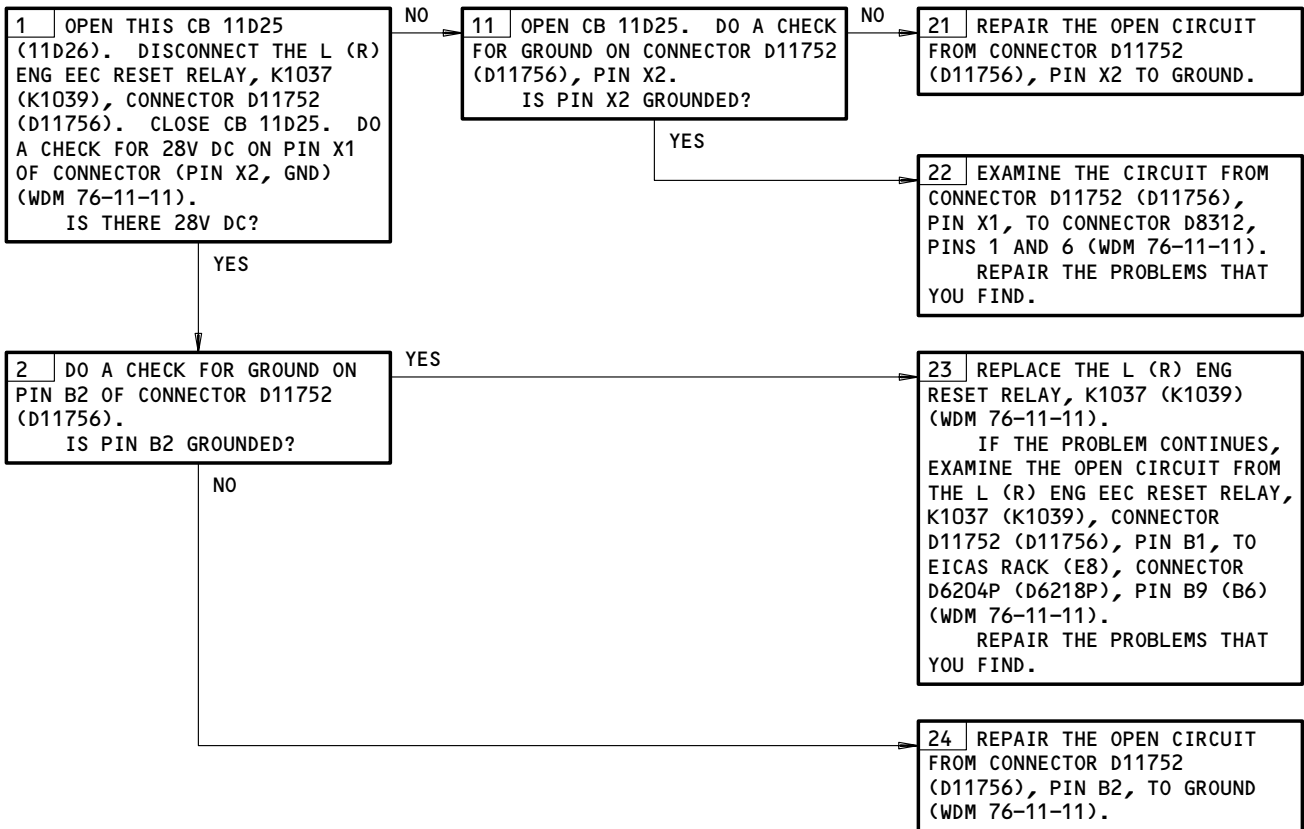 1 OPEN THIS CB 11D25
(11D26). DISCONNECT THE L (R)
ENG EEC RESET RELAY, K1037
(K1039), CONNECTOR D11752
(D11756). CLOSE CB 11D25. DO
A CHECK FOR 28V DC ON PIN X1
OF CONNECTOR (PIN X2, GND)
(WDM 76-11-11).
IS THERE 28V DC?
NO
YES
11 OPEN CB 11D25. DO A CHECK
FOR GROUND ON CONNECTOR D11752
(D11756), PIN X2.
IS PIN X2 GROUNDED?
NO
YES
21 REPAIR THE OPEN CIRCUIT
FROM CONNECTOR D11752
(D11756), PIN X2 TO GROUND.
22 EXAMINE THE CIRCUIT FROM
CONNECTOR D11752 (D11756),
PIN X1, TO CONNECTOR D8312,
PINS 1 AND 6 (WDM 76-11-11).
REPAIR THE PROBLEMS THAT
YOU FIND.
2 DO A CHECK FOR GROUND ON
PIN B2 OF CONNECTOR D11752
(D11756).
IS PIN B2 GROUNDED?
YES
NO
23 REPLACE THE L (R) ENG
RESET RELAY, K1037 (K1039)
(WDM 76-11-11).
IF THE PROBLEM CONTINUES,
EXAMINE THE OPEN CIRCUIT FROM
THE L (R) ENG EEC RESET RELAY,
K1037 (K1039), CONNECTOR
D11752 (D11756), PIN B1, TO
EICAS RACK (E8), CONNECTOR
D6204P (D6218P), PIN B9 (B6)
(WDM 76-11-11).
REPAIR THE PROBLEMS THAT
YOU FIND.
24 REPAIR THE OPEN CIRCUIT
FROM CONNECTOR D11752
(D11756), PIN B2, TO GROUND
(WDM 76-11-11).